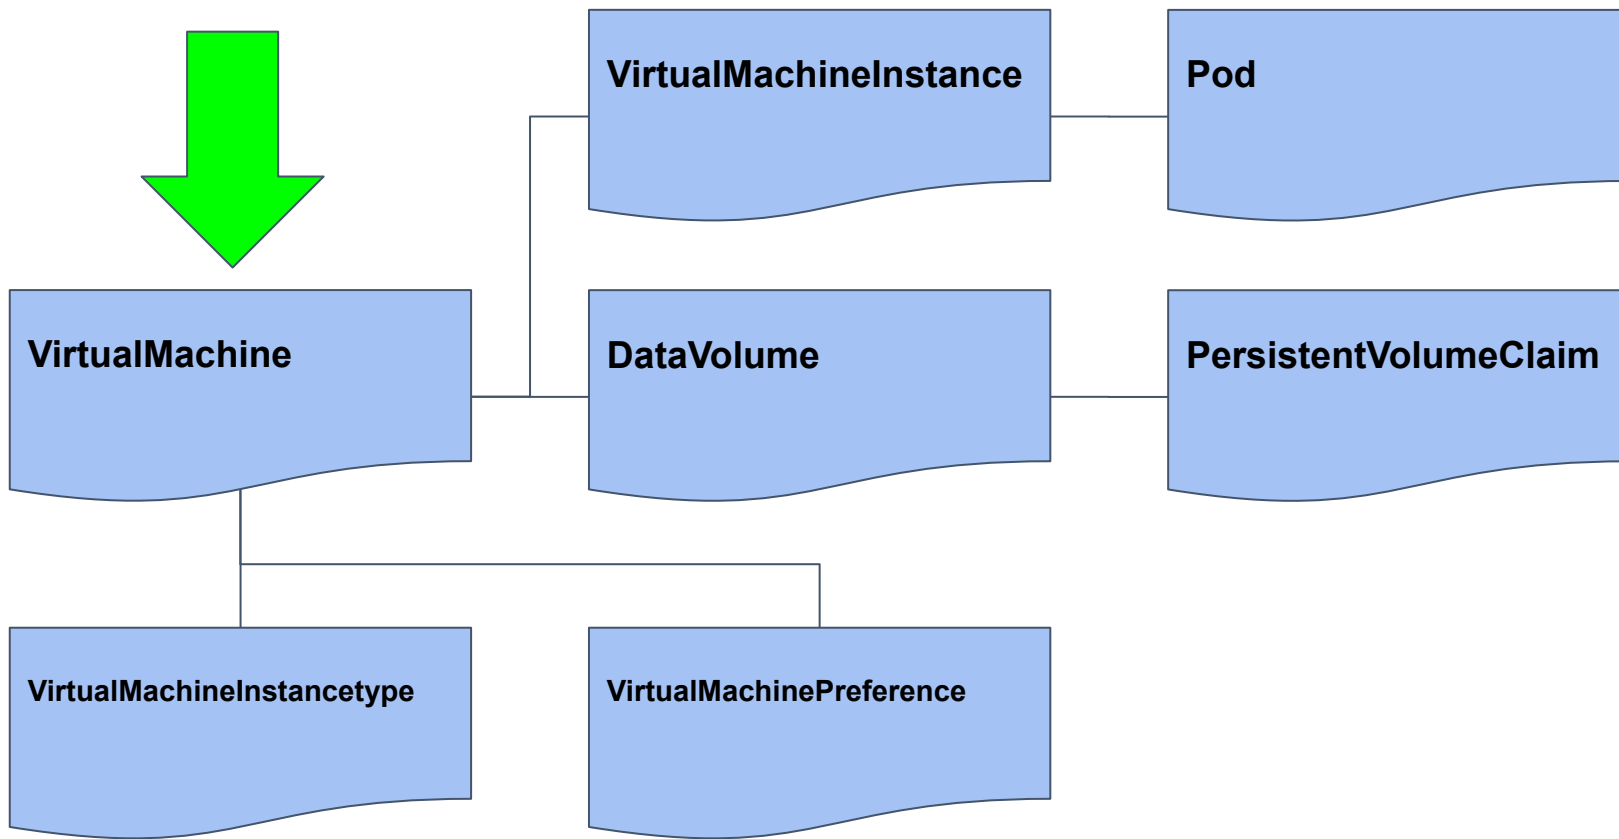 VirtualMachineInstance
Pod
VirtualMachine
DataVolume
PersistentVolumeClaim
VirtualMachineInstancetype
VirtualMachinePreference